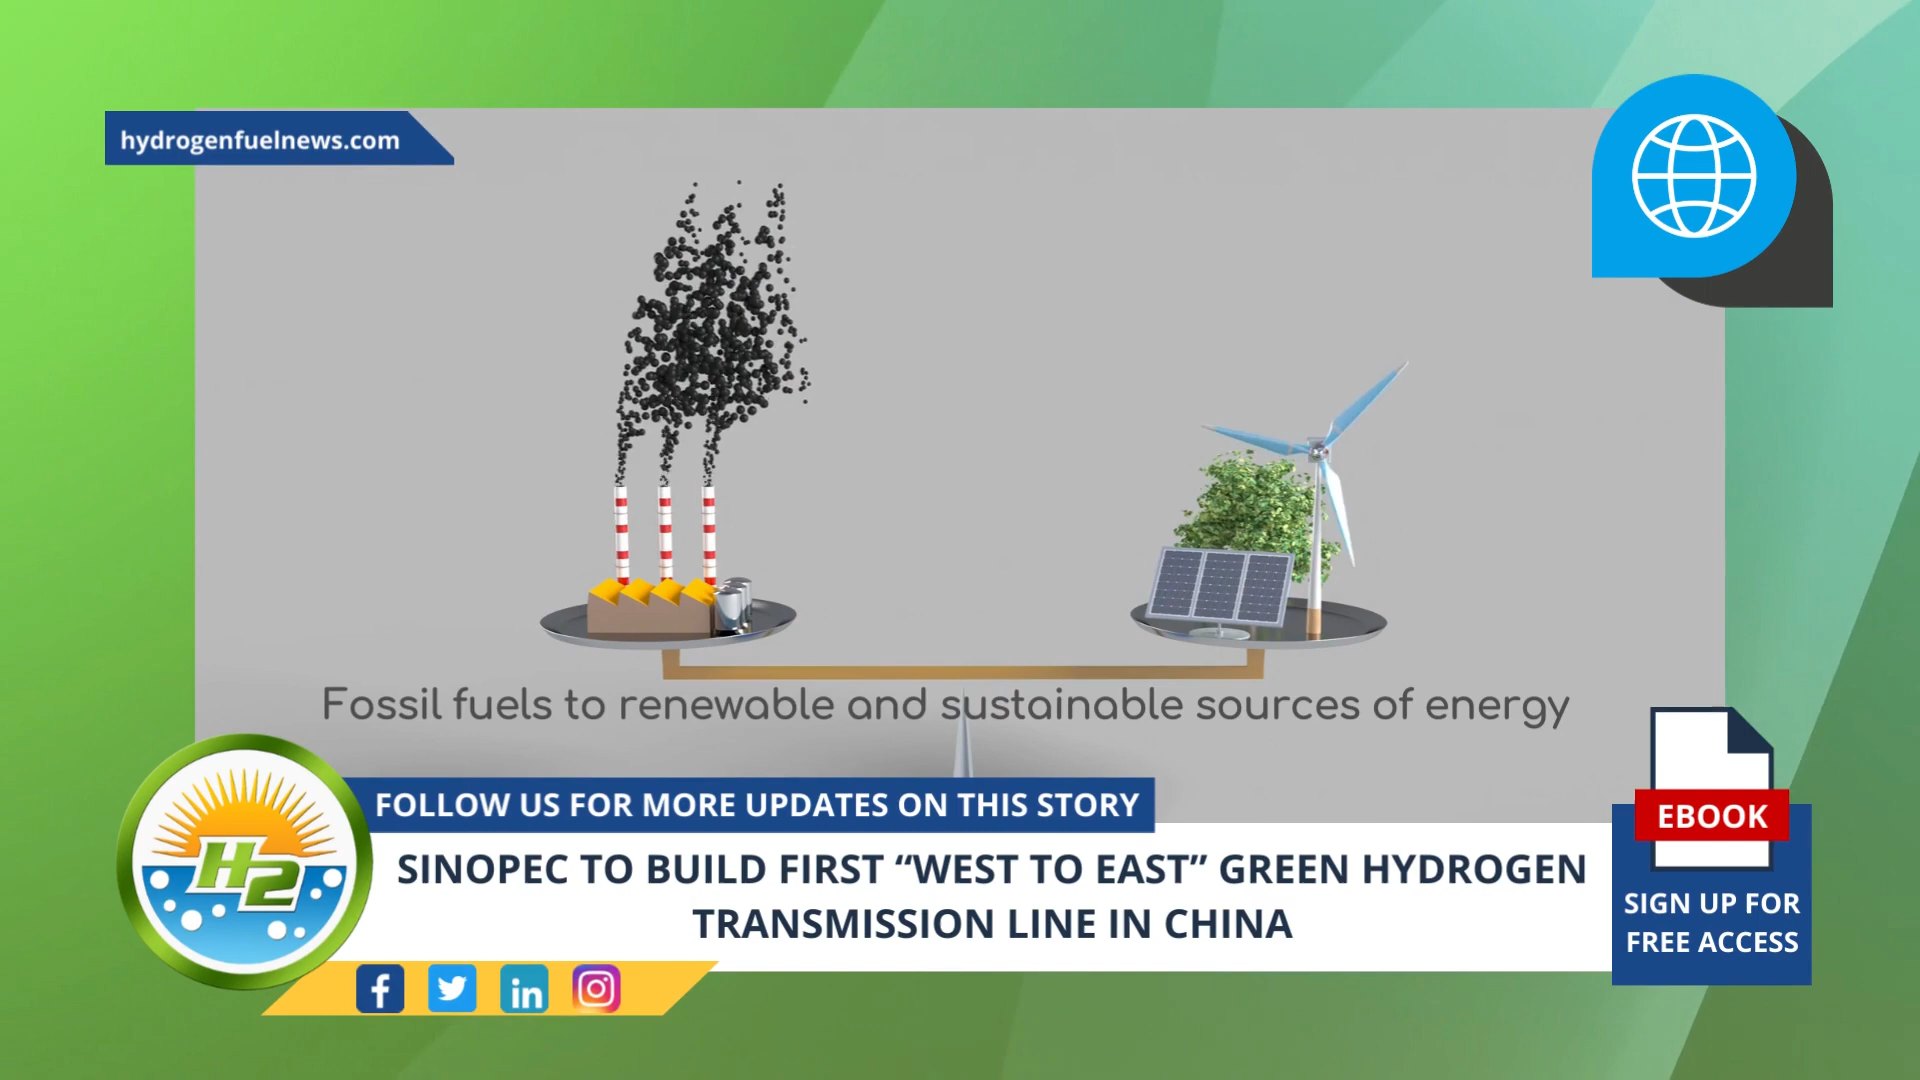 hydrogenfuelnews.com
Fossil fuels to renewable and sustainable sources of energy
FOLLOW US FOR MORE UPDATES ON THIS STORY
SINOPEC TO BUILD FIRST “WEST TO EAST” GREEN HYDROGEN
TRANSMISSION LINE IN CHINA
H2
EBOOK
SIGN UP FOR
FREE ACCESS
f
in